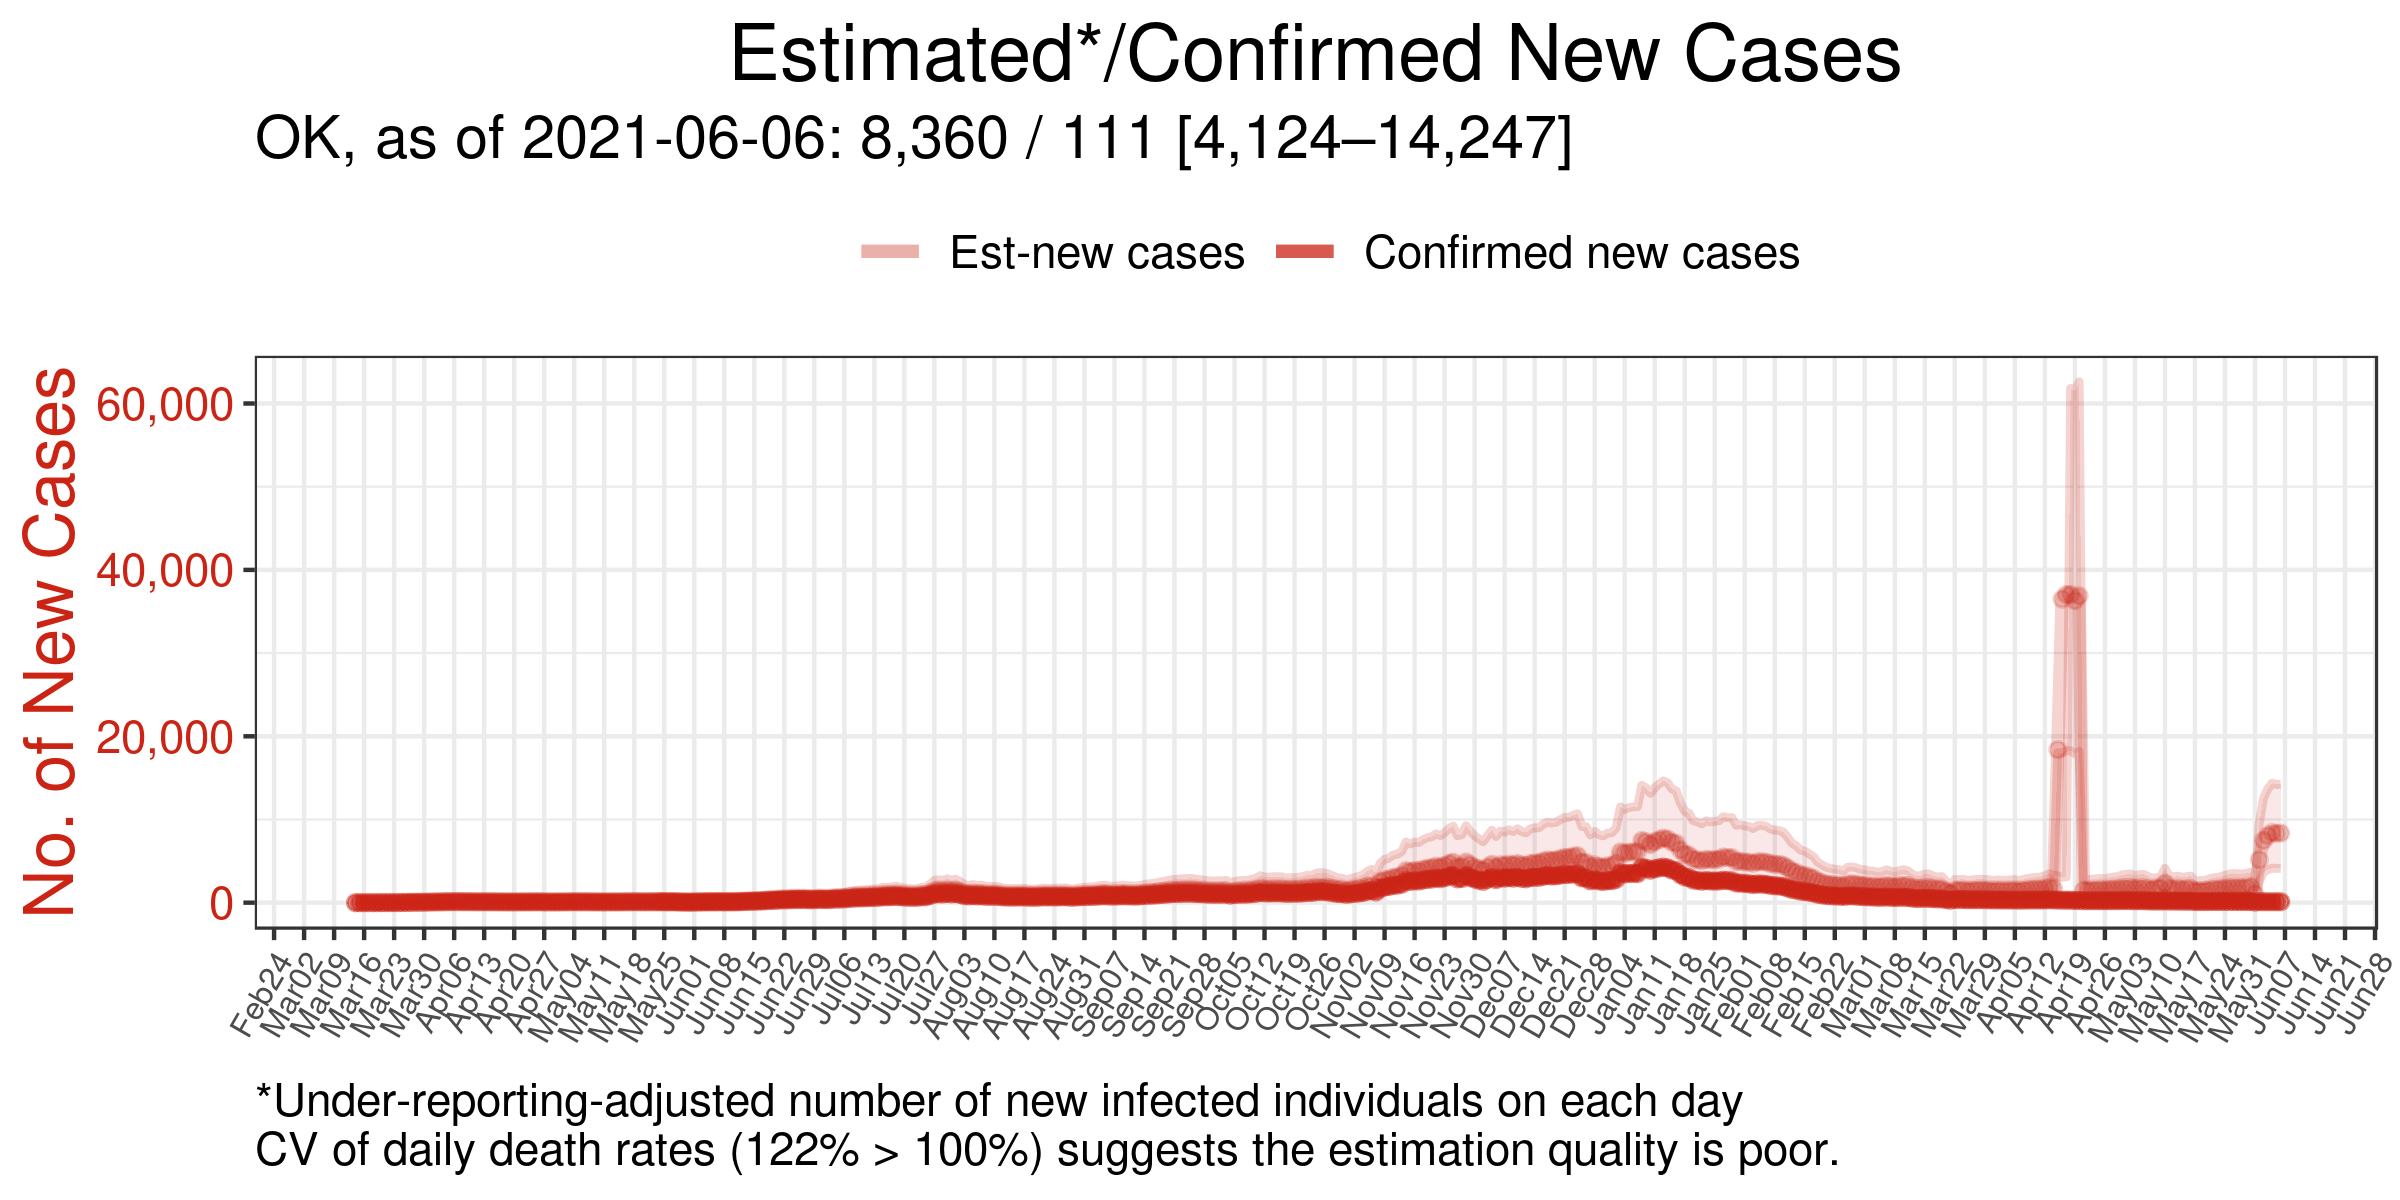 Estimated*/Confirmed New Cases
OK, as of 2021-06-06: 8,360 / 111 [4,124–14,247]
Est-new cases
Confirmed new cases
No. of New Cases
60,000
40,000
20,000
0
Feb24
Mar02
Mar09
Mar16
Mar23
Mar30
Apr06
Apr13
Apr20
Apr27
May04
May11
May18
May25
Jun01
Jun08
Jun15
Jun22
Jun29
Jul06
Jul13
Jul20
Jul27
Aug03
Aug10
Aug17
Aug24
Aug31
Sep07
Sep14
Sep21
Sep28
Oct05
Oct12
Oct19
Oct26
Nov02
Nov09
Nov16
Nov23
Nov30
Dec07
Dec14
Dec21
Dec28
Jan04
Jan11
Jan18
Jan25
Feb01
Feb08
Feb15
Feb22
Mar01
Mar08
Mar15
Mar22
Mar29
Apr05
Apr12
Apr19
Apr26
May03
May10
May17
May24
May31
Jun07
Jun14
Jun21
Jun28
*Under-reporting-adjusted number of new infected individuals on each day
CV of daily death rates (122% > 100%) suggests the estimation quality is poor.